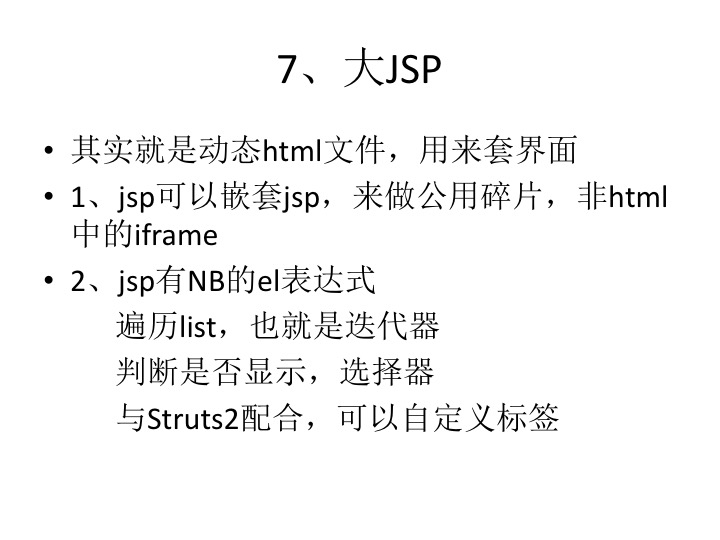 7、大JSP
• 其实就是动态html文件，用来套界面
• 1、jsp可以嵌套jsp，来做公用碎片，非html
中的iframe
• 2、jsp有NB的el表达式
遍历list，也就是迭代器
判断是否显示，选择器
与Struts2配合，可以自定义标签